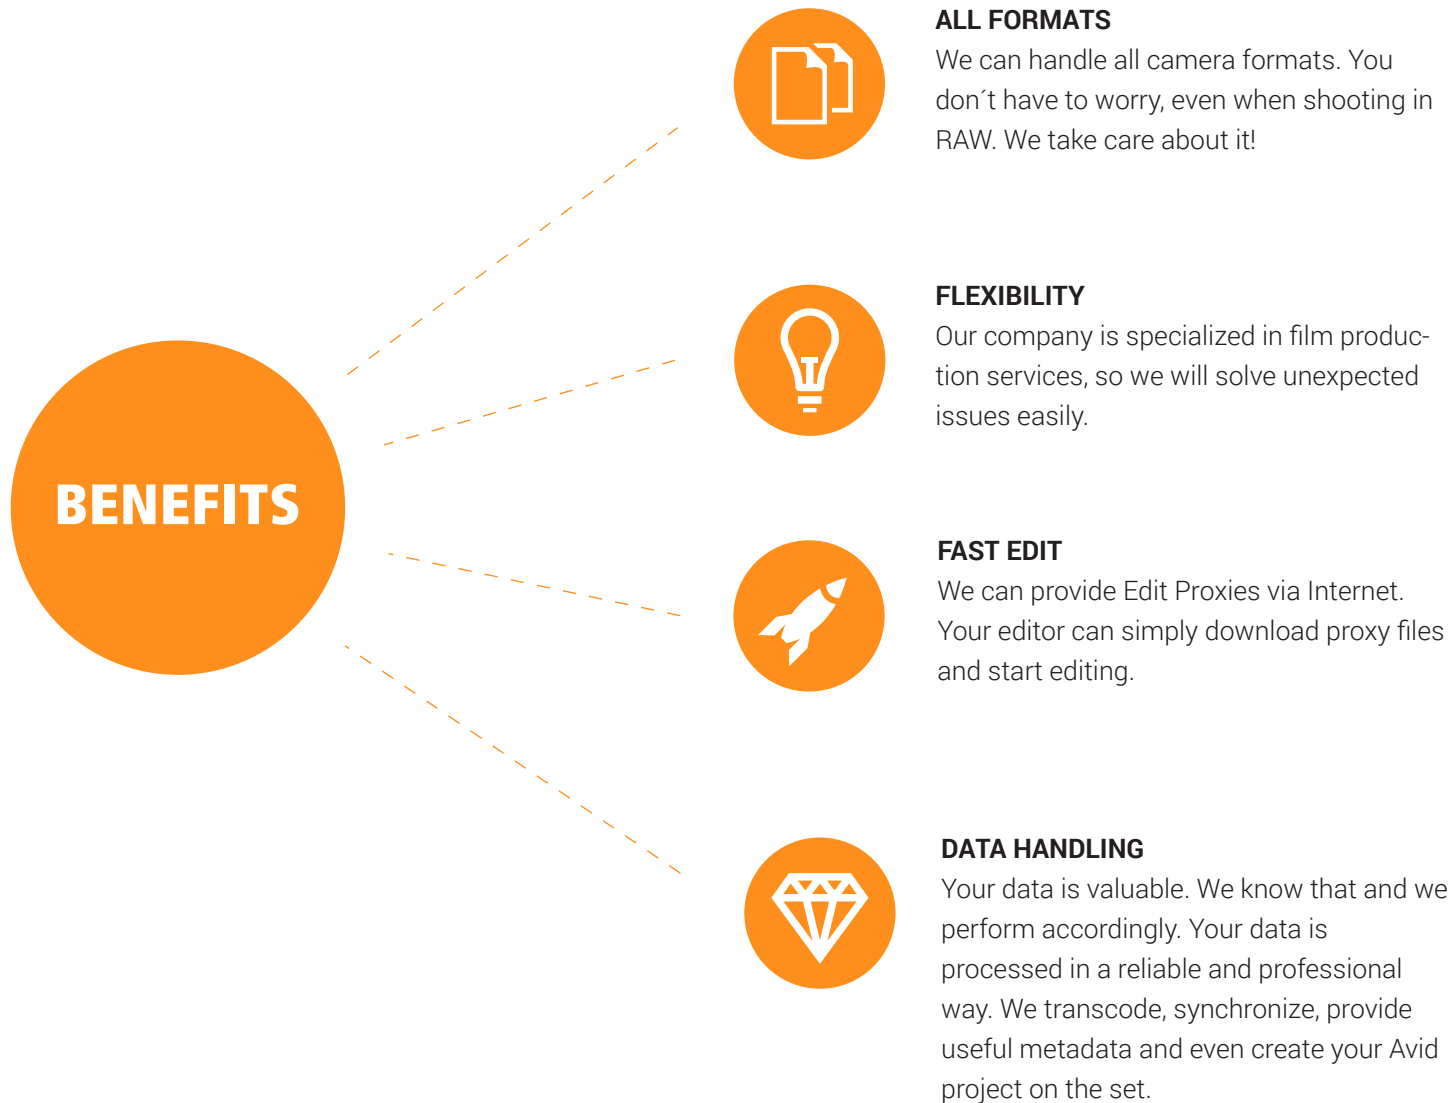 ALL FORMATS
We can handle all camera formats. You
don´t have to worry, even when shooting in
RAW. We take care about it!
FLEXIBILITY
Our company is specialized in film produc-
tion services, so we will solve unexpected
issues easily.
BENEFITS
FAST EDIT
We can provide Edit Proxies via Internet.
Your editor can simply download proxy files
and start editing.
DATA HANDLING
Your data is valuable. We know that and we
perform accordingly. Your data is
processed in a reliable and professional
way. We transcode, synchronize, provide
useful metadata and even create your Avid
project on the set.